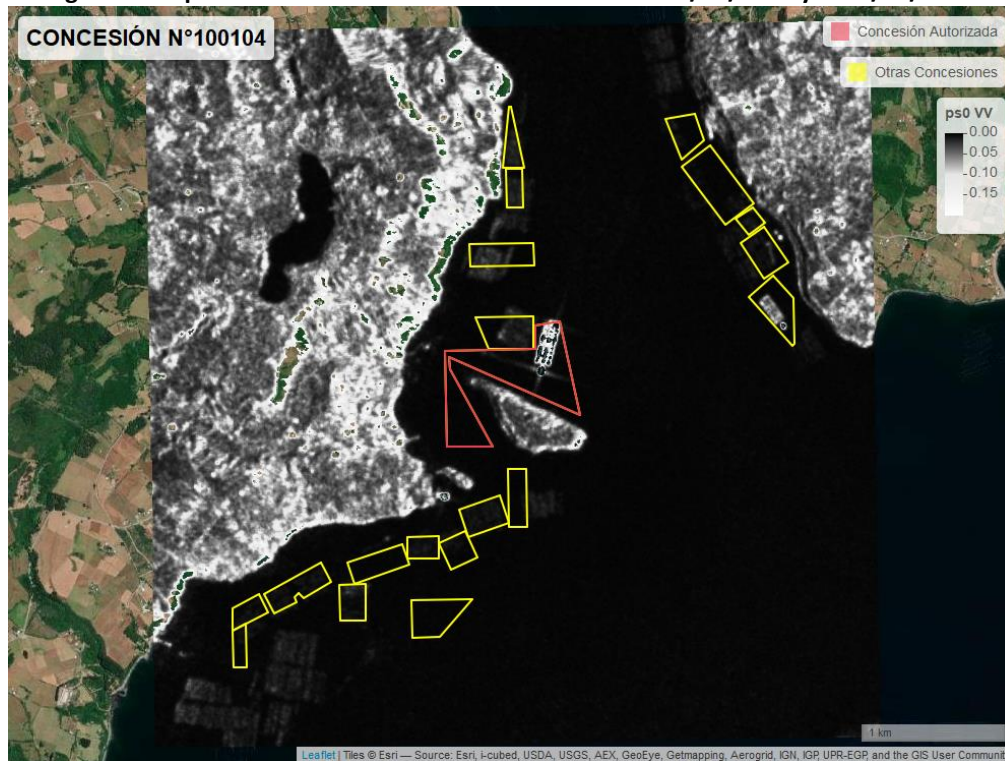 CONCESIÓN N°100104
Concesión Autorizada
Otras Concesiones
ps0 VV
0.00
0.05
0.10
0.15
1 km
Leaflet | Tiles © Esri — Source: Esri, i-cubed, USDA, USGS, AEX, GeoEye, Getmapping, Aerogrid, IGN, IGP, UPR-EGP, and the GIS User Communit